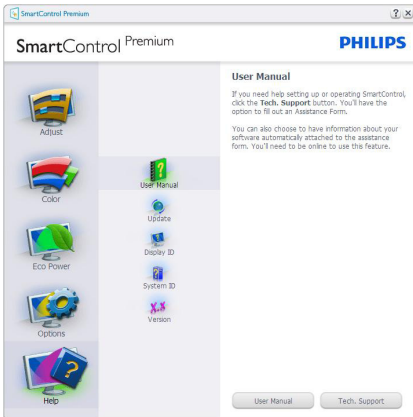 SmartControl Premium
? X
SmartControl Premium
PHILIPS
Adjust
Color
Eco Power
Options
Help
User Manual
Update
Display ID
System ID
Version
User Manual
If you need help setting up or operating SmartControl,
click the Tech. Support button. You'll have the
option to fill out an Assistance Form.
You can also choose to have information about your
software automatically attached to the assistance
form. You'll need to be online to use this feature.
User Manual
Tech. Support